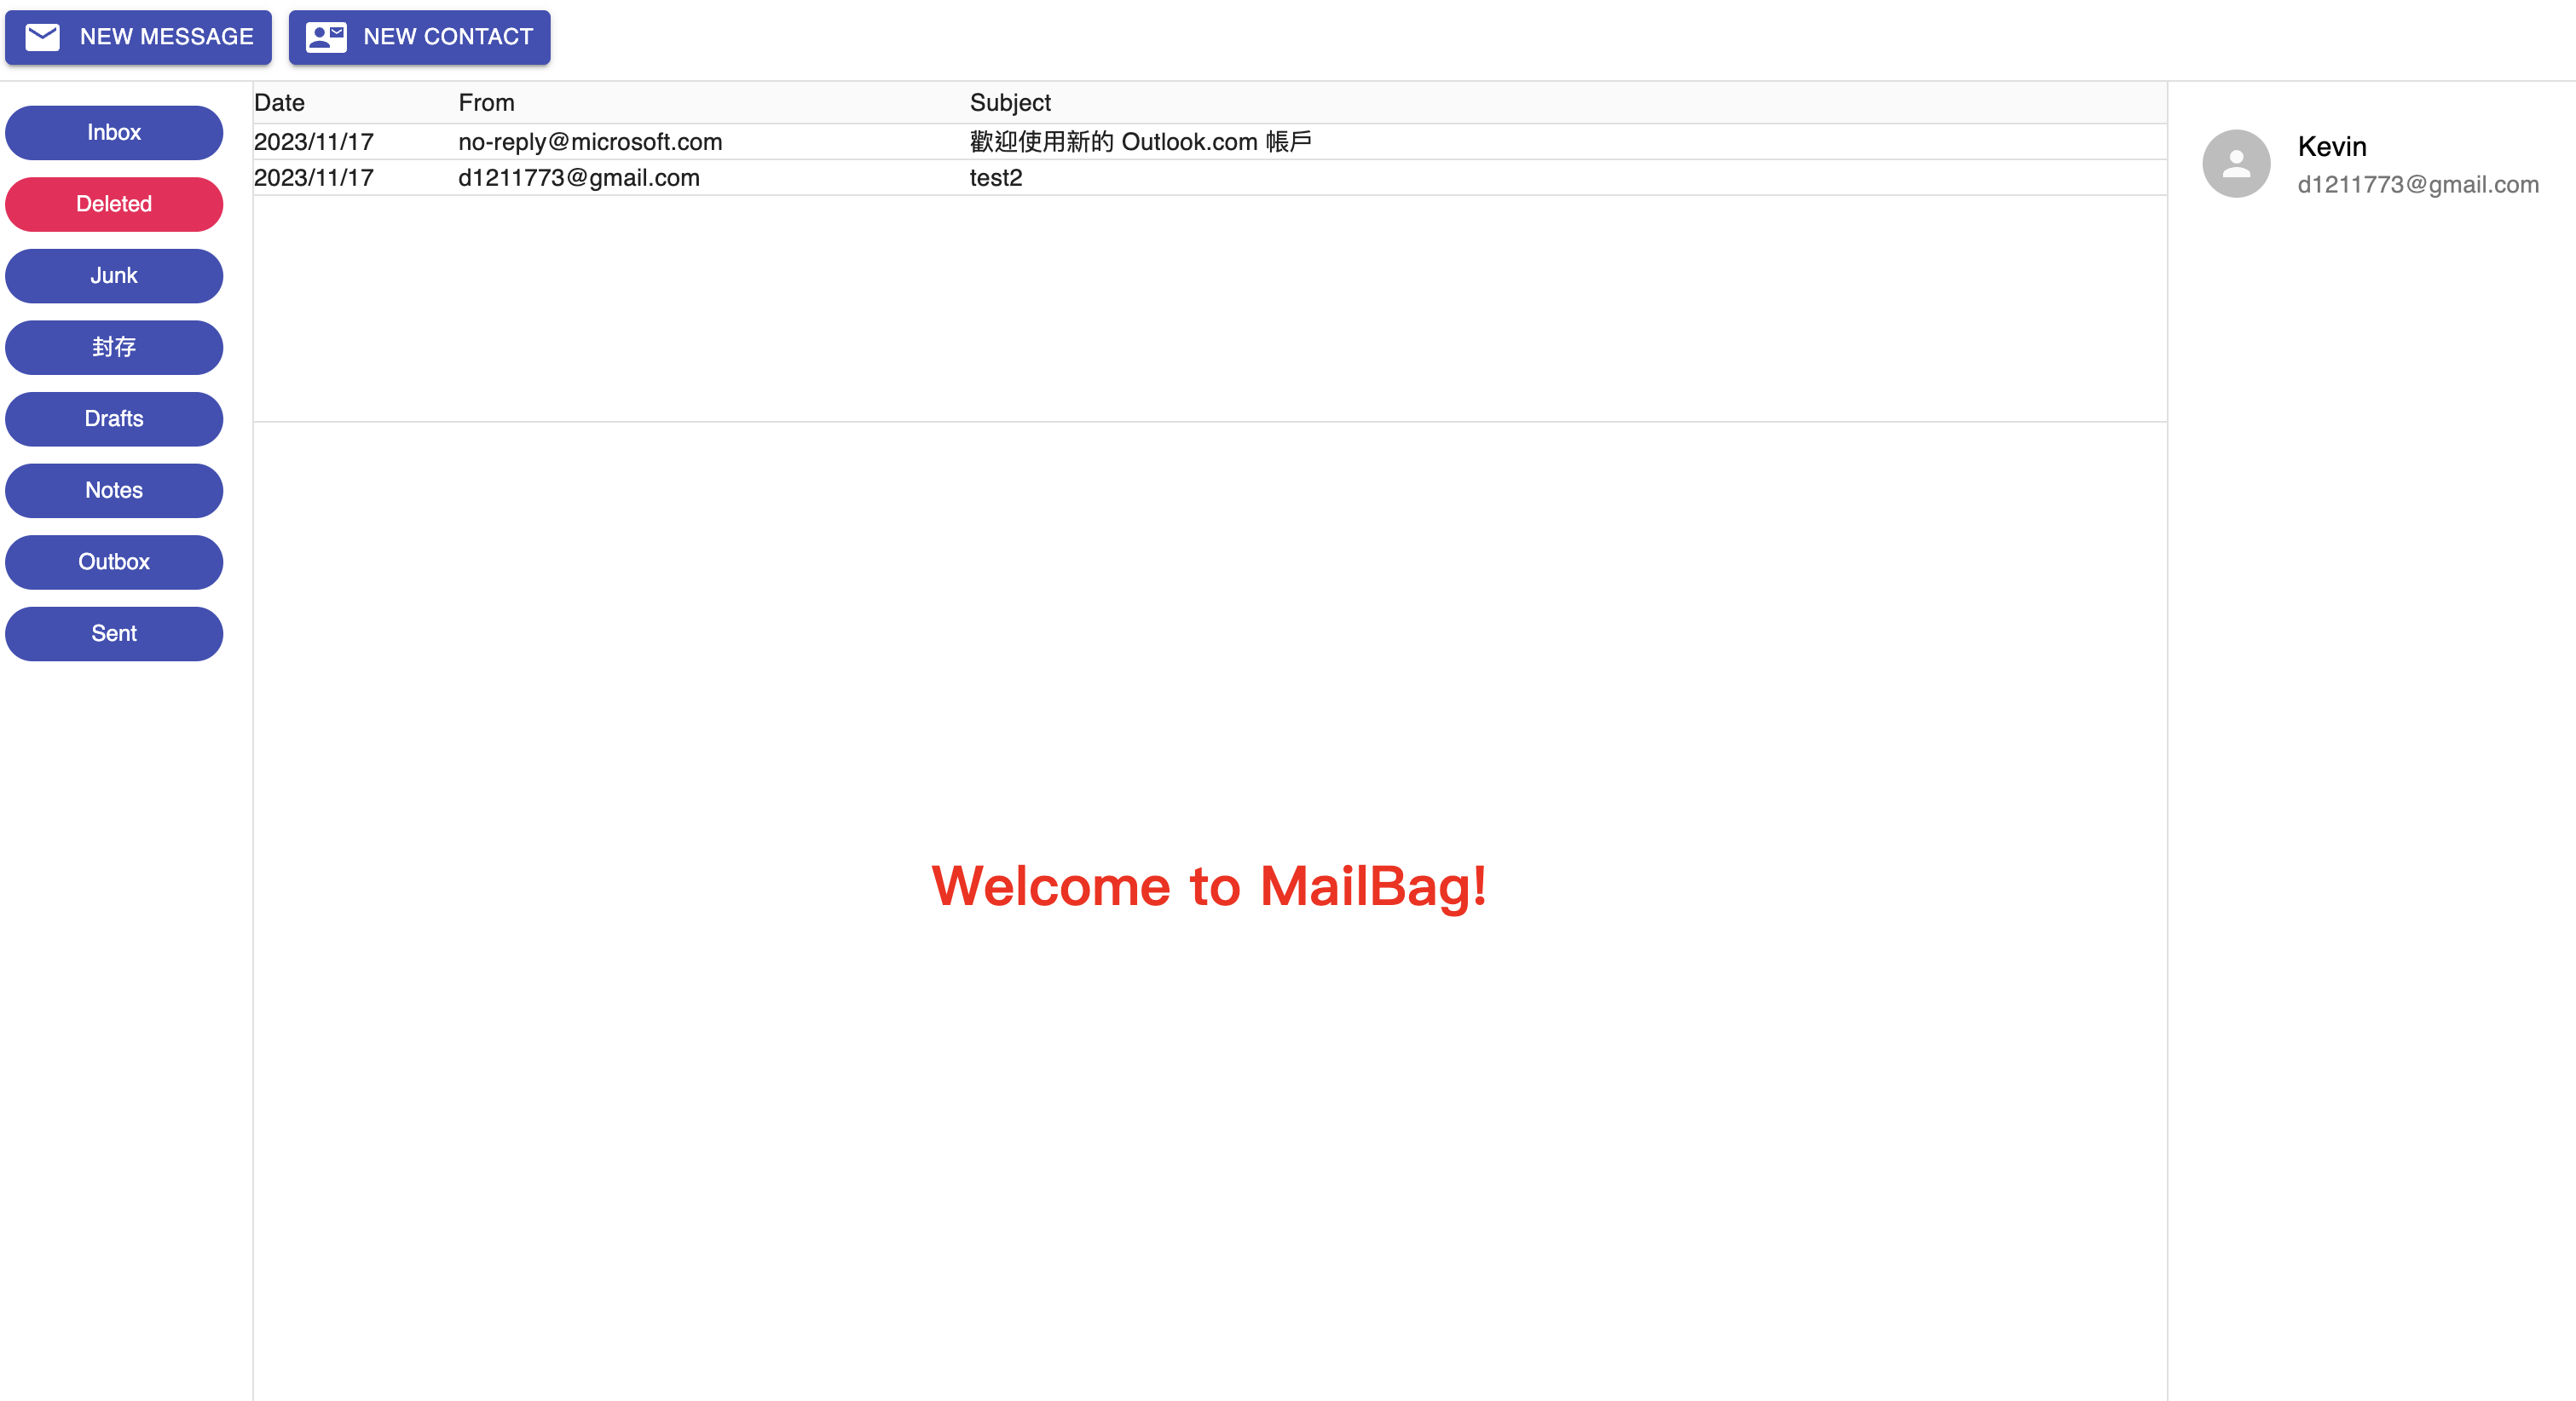 NEW MESSAGE NEW CONTACT
Inbox
Deleted
Junk
封存
Drafts
Notes
Outbox
Sent
Date From Subject
2023/11/17 no-reply@microsoft.com 歡迎使用新的 Outlook.com 帳戶
2023/11/17 d1211773@gmail.com test2
Welcome to MailBag!
Kevin
d1211773@gmail.com